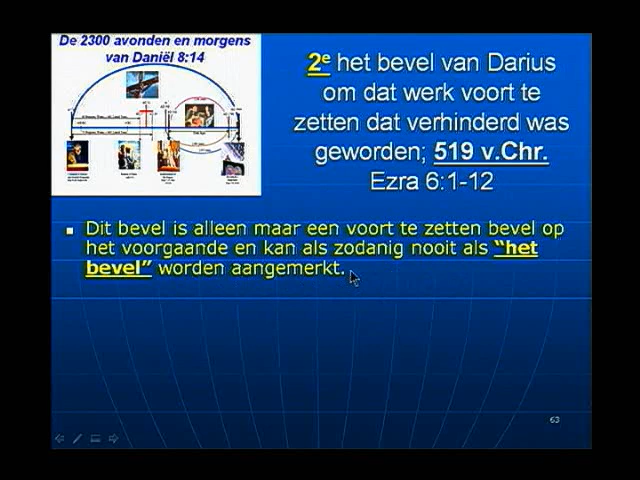 De 2300 avonden en morgens
van Daniël 8:14
2e het bevel van Darius
om dat werk voort te
zetten dat verhinderd was
geworden; 519 v.Chr.
Ezra 6:1-12
Dit bevel is alleen maar een voort te zetten bevel op
het voorgaande en kan als zodanig nooit als “het
bevel” worden aangemerkt.
63